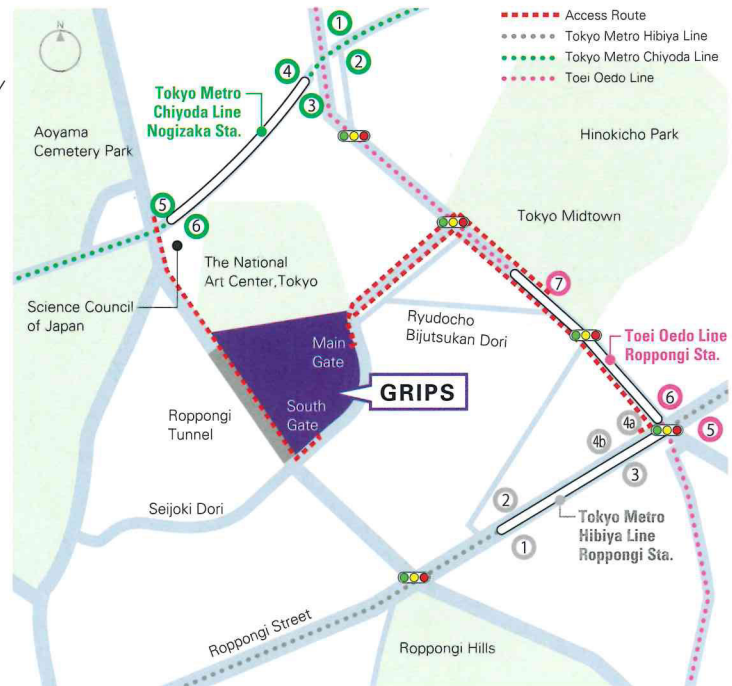 N
Access Route
Tokyo Metro Hibiya Line
Tokyo Metro Chiyoda Line
Toei Oedo Line
1
2
4
3
Tokyo Metro
Chiyoda Line
Nogizaka Sta.
Aoyama
Cemetery Park
Hinokicho Park
5
6
Tokyo Midtown
The National
Art Center,Tokyo
7
Science Council
of Japan
Ryudocho
Bijutsukan Dori
Toei Oedo Line
Roppongi Sta.
Main
Gate
GRIPS
South
Gate
Roppongi
Tunnel
6
4a
5
4b
3
2
1
Seijoki Dori
Tokyo Metro
Hibiya Line
Roppongi Sta.
Roppongi Street
Roppongi Hills